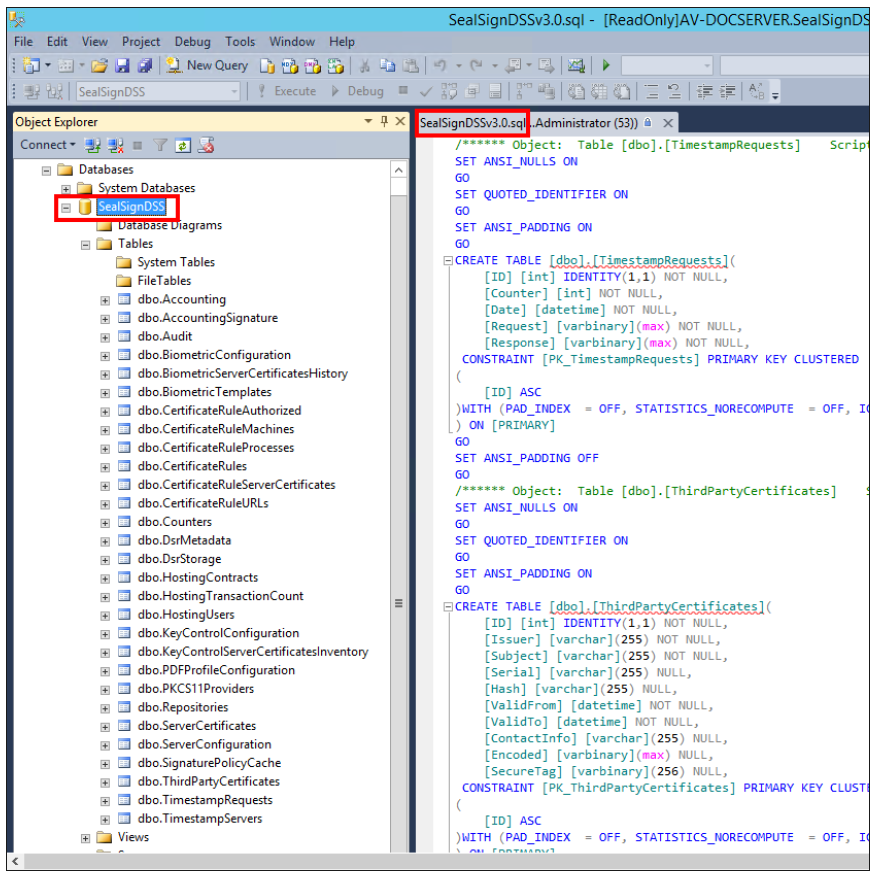 SealSignDSSv3.0.sql - [ReadOnly]AV-DOCSERVER.SealSignDS
File Edit View Project Debug Tools Window Help
New Query
SealSignDSS Execute Debug
Object Explorer
SealSignDSSv3.0.sql...Administrator (53))
Connect
Databases
System Databases
SealSignDSS
Database Diagrams
Tables
System Tables
FileTables
dbo.Accounting
dbo.AccountingSignature
dbo.Audit
dbo.BiometricConfiguration
dbo.BiometricServerCertificatesHistory
dbo.BiometricTemplates
dbo.CertificateRuleAuthorized
dbo.CertificateRuleMachines
dbo.CertificateRuleProcesses
dbo.CertificateRules
dbo.CertificateRuleServerCertificates
dbo.CertificateRuleURLs
dbo.Counters
dbo.DsrMetadata
dbo.DsrStorage
dbo.HostingContracts
dbo.HostingTransactionCount
dbo.HostingUsers
dbo.KeyControlConfiguration
dbo.KeyControlServerCertificatesInventory
dbo.PDFProfileConfiguration
dbo.PKCS11Providers
dbo.Repositories
dbo.ServerCertificates
dbo.ServerConfiguration
dbo.SignaturePolicyCache
dbo.ThirdPartyCertificates
dbo.TimestampRequests
dbo.TimestampServers
Views
/****** Object:  Table [dbo].[TimestampRequests]    Script
SET ANSI_NULLS ON
GO
SET QUOTED_IDENTIFIER ON
GO
SET ANSI_PADDING ON
GO
CREATE TABLE [dbo].[TimestampRequests](
[ID] [int] IDENTITY(1,1) NOT NULL,
[Counter] [int] NOT NULL,
[Date] [datetime] NOT NULL,
[Request] [varbinary](max) NOT NULL,
[Response] [varbinary](max) NOT NULL,
CONSTRAINT [PK_TimestampRequests] PRIMARY KEY CLUSTERED
(
[ID] ASC
)WITH (PAD_INDEX  = OFF, STATISTICS_NORECOMPUTE  = OFF, IG
) ON [PRIMARY]
GO
SET ANSI_PADDING OFF
GO
/****** Object:  Table [dbo].[ThirdPartyCertificates]    S
SET ANSI_NULLS ON
GO
SET QUOTED_IDENTIFIER ON
GO
SET ANSI_PADDING ON
GO
CREATE TABLE [dbo].[ThirdPartyCertificates](
[ID] [int] IDENTITY(1,1) NOT NULL,
[Issuer] [varchar](255) NOT NULL,
[Subject] [varchar](255) NOT NULL,
[Serial] [varchar](255) NULL,
[Hash] [varchar](255) NULL,
[ValidFrom] [datetime] NOT NULL,
[ValidTo] [datetime] NOT NULL,
[ContactInfo] [varchar](255) NULL,
[Encoded] [varbinary](max) NULL,
[SecureTag] [varbinary](256) NULL,
CONSTRAINT [PK_ThirdPartyCertificates] PRIMARY KEY CLUSTE
(
[ID] ASC
)WITH (PAD_INDEX  = OFF, STATISTICS_NORECOMPUTE  = OFF, IG
) ON [PRIMARY]